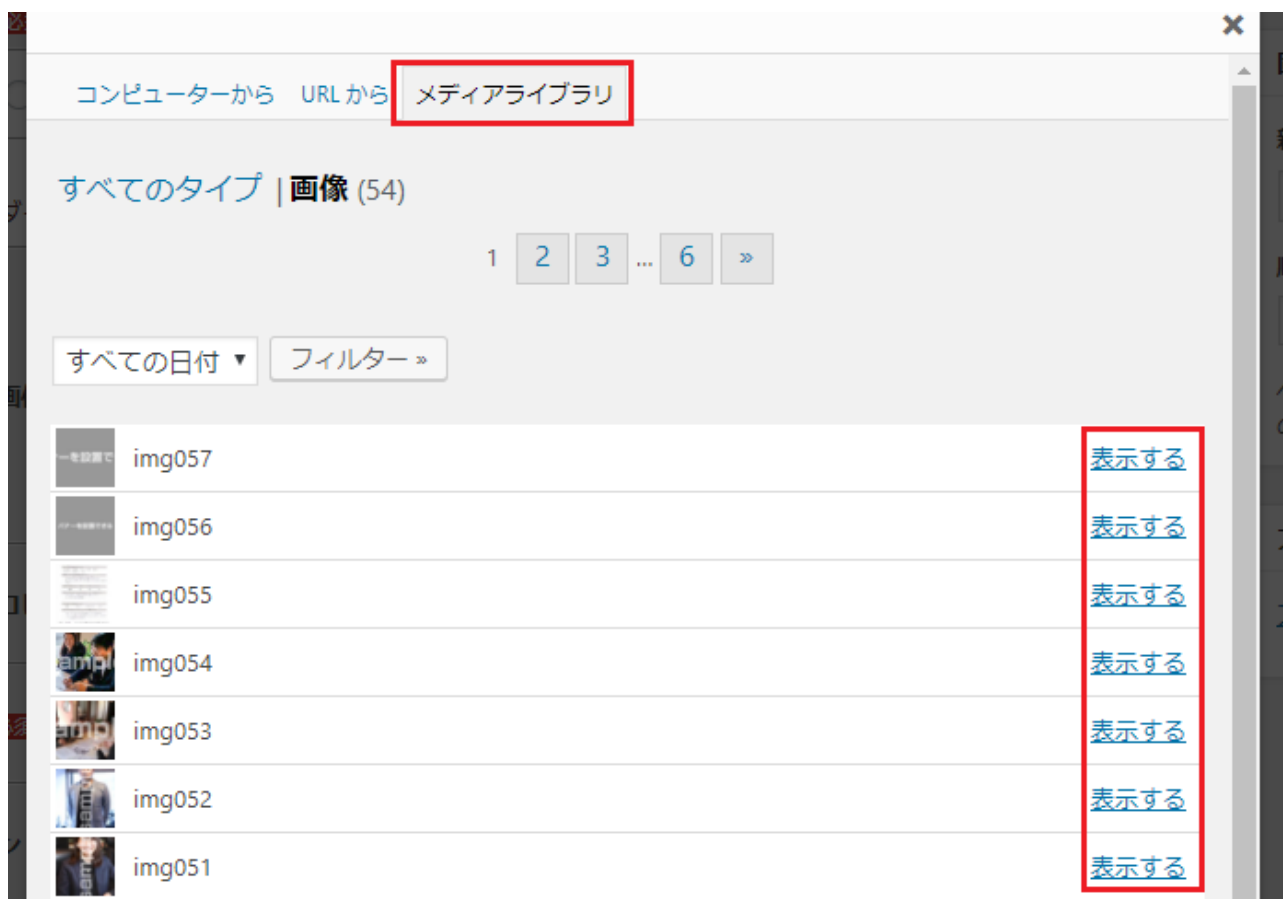 ×
コンピューターから URL から メディアライブラリ
すべてのタイプ | 画像 (54)
1 2 3 ... 6 »
すべての日付 ▼ フィルター »
img057 表示する
img056 表示する
img055 表示する
img054 表示する
img053 表示する
img052 表示する
img051 表示する